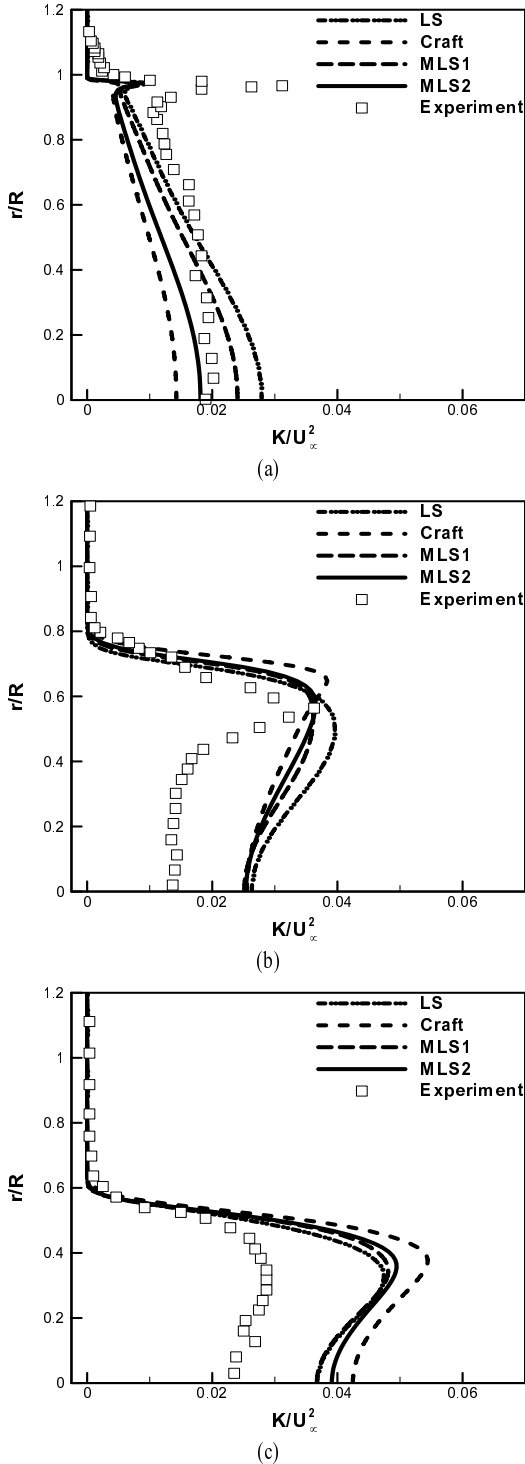 1.2
LS
Craft
MLS1
1
MLS2
Experiment
0.8
r/R
0.6
0.4
0.2
0
0
0.02
0.04
0.06
K/U²∝
(a)
1.2
LS
Craft
MLS1
1
MLS2
Experiment
0.8
r/R
0.6
0.4
0.2
0
0
0.02
0.04
0.06
K/U²∝
(b)
1.2
LS
Craft
MLS1
1
MLS2
Experiment
0.8
r/R
0.6
0.4
0.2
0
0
0.02
0.04
0.06
K/U²∝
(c)